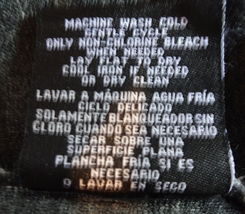 MACHINE WASH COLD
GENTLE CYCLE
ONLY NON-CHLORINE BLEACH
WHEN NEEDED
LAY FLAT TO DRY
COOL IRON IF NEEDED
OR DRY CLEAN
LAVAR A MÁQUINA AGUA FRÍA
CICLO DELICADO
SOLAMENTE BLANQUEADOR SIN
CLORO CUANDO SEA NECESARIO
SECAR SOBRE UNA
SUPERFICIE PLANA
PLANCHA FRÍA SI ES
NECESARIO
O LAVAR EN SECO